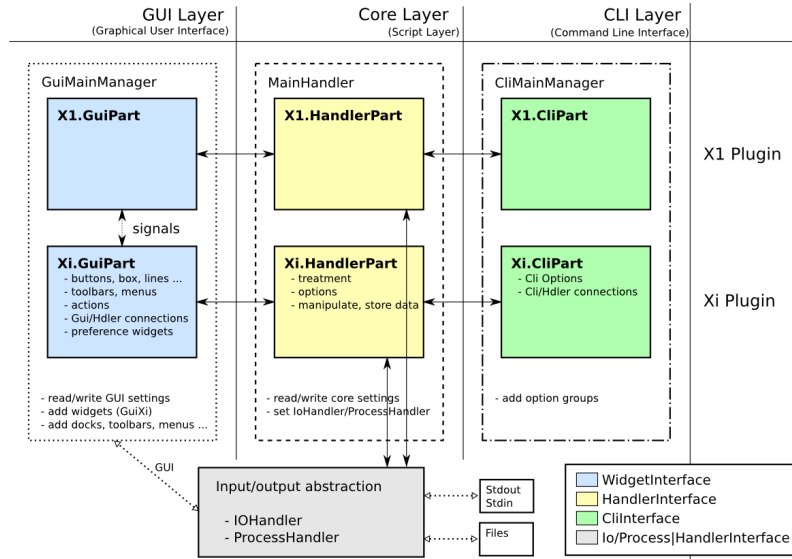 GUI Layer
(Graphical User Interface)
Core Layer
(Script Layer)
CLI Layer
(Command Line Interface)
GuiMainManager
MainHandler
CliMainManager
X1.GuiPart
X1.HandlerPart
X1.CliPart
X1 Plugin
signals
Xi.GuiPart
- buttons, box, lines ...
- toolbars, menus
- actions
- Gui/Hdler connections
- preference widgets
Xi.HandlerPart
- treatment
- options
- manipulate, store data
Xi.CliPart
- Cli Options
- Cli/Hdler connections
Xi Plugin
- read/write GUI settings
- add widgets (GuiXi)
- add docks, toolbars, menus ...
- read/write core settings
- set IoHandler/ProcessHandler
- add option groups
GUI
Input/output abstraction
- IOHandler
- ProcessHandler
Stdout
Stdin
Files
WidgetInterface
HandlerInterface
CliInterface
Io/Process|HandlerInterface